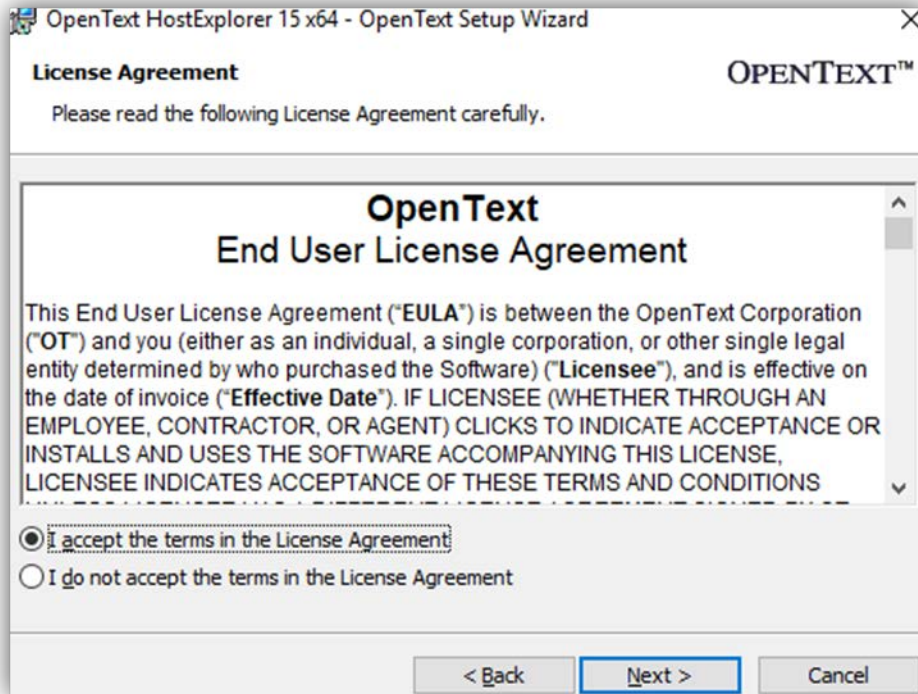 OpenText HostExplorer 15 x64 - OpenText Setup Wizard
License Agreement
OPENTEXT™
Please read the following License Agreement carefully.
OpenText
End User License Agreement
This End User License Agreement (“EULA”) is between the OpenText Corporation
("OT") and you (either as an individual, a single corporation, or other single legal
entity determined by who purchased the Software) ("Licensee"), and is effective on
the date of invoice (“Effective Date”). IF LICENSEE (WHETHER THROUGH AN
EMPLOYEE, CONTRACTOR, OR AGENT) CLICKS TO INDICATE ACCEPTANCE OR
INSTALLS AND USES THE SOFTWARE ACCOMPANYING THIS LICENSE,
LICENSEE INDICATES ACCEPTANCE OF THESE TERMS AND CONDITIONS
I accept the terms in the License Agreement
I do not accept the terms in the License Agreement
< Back
Next >
Cancel